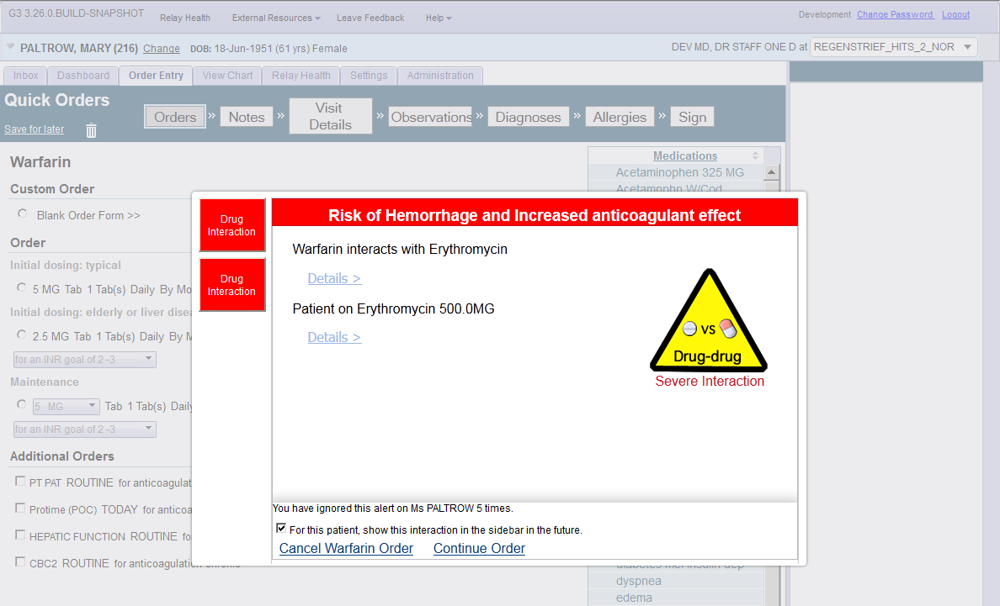 G3 3.26.0.BUILD-SNAPSHOT Relay Health External Resources Leave Feedback Help Development Change Password Logout
PALTROW, MARY (216) Change DOB: 18-Jun-1951 (61 yrs) Female DEV MD, DR STAFF ONE D at REGENSTRIEF_HITS_2_NOR
Inbox Dashboard Order Entry View Chart Relay Health Settings Administration
Quick Orders
Save for later
Orders » Notes » Visit Details » Observations » Diagnoses » Allergies » Sign
Warfarin
Custom Order
Blank Order Form >>
Order
Initial dosing: typical
5 MG Tab 1 Tab(s) Daily By Mo
Initial dosing: elderly or liver dise
2.5 MG Tab 1 Tab(s) Daily By M
for an INR goal of 2 -3
Maintenance
5 MG Tab 1 Tab(s) Daily
for an INR goal of 2 -3
Additional Orders
PT PAT ROUTINE for anticoagulat
Protime (POC) TODAY for anticoa
HEPATIC FUNCTION ROUTINE fo
CBC2 ROUTINE for anticoagulation chronic
Medications
Acetaminophen 325 MG
Acetamnphn W/Cod
Drug
Interaction
Drug
Interaction
Risk of Hemorrhage and Increased anticoagulant effect
Warfarin interacts with Erythromycin
Details >
Patient on Erythromycin 500.0MG
Details >
VS
Drug-drug
Severe Interaction
You have ignored this alert on Ms PALTROW 5 times.
For this patient, show this interaction in the sidebar in the future.
Cancel Warfarin Order Continue Order
diabetes mel insulin dep
dyspnea
edema